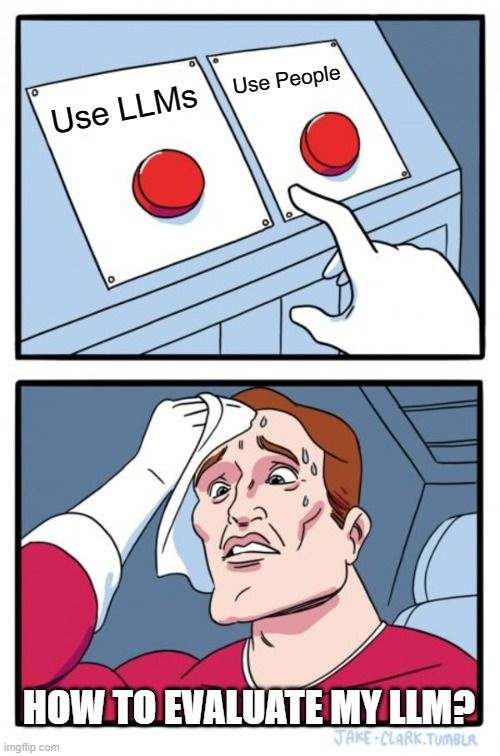 Use LLMs
Use People
HOW TO EVALUATE MY LLM?
JAKE-CLARK.TUMBLR
imgflip.com